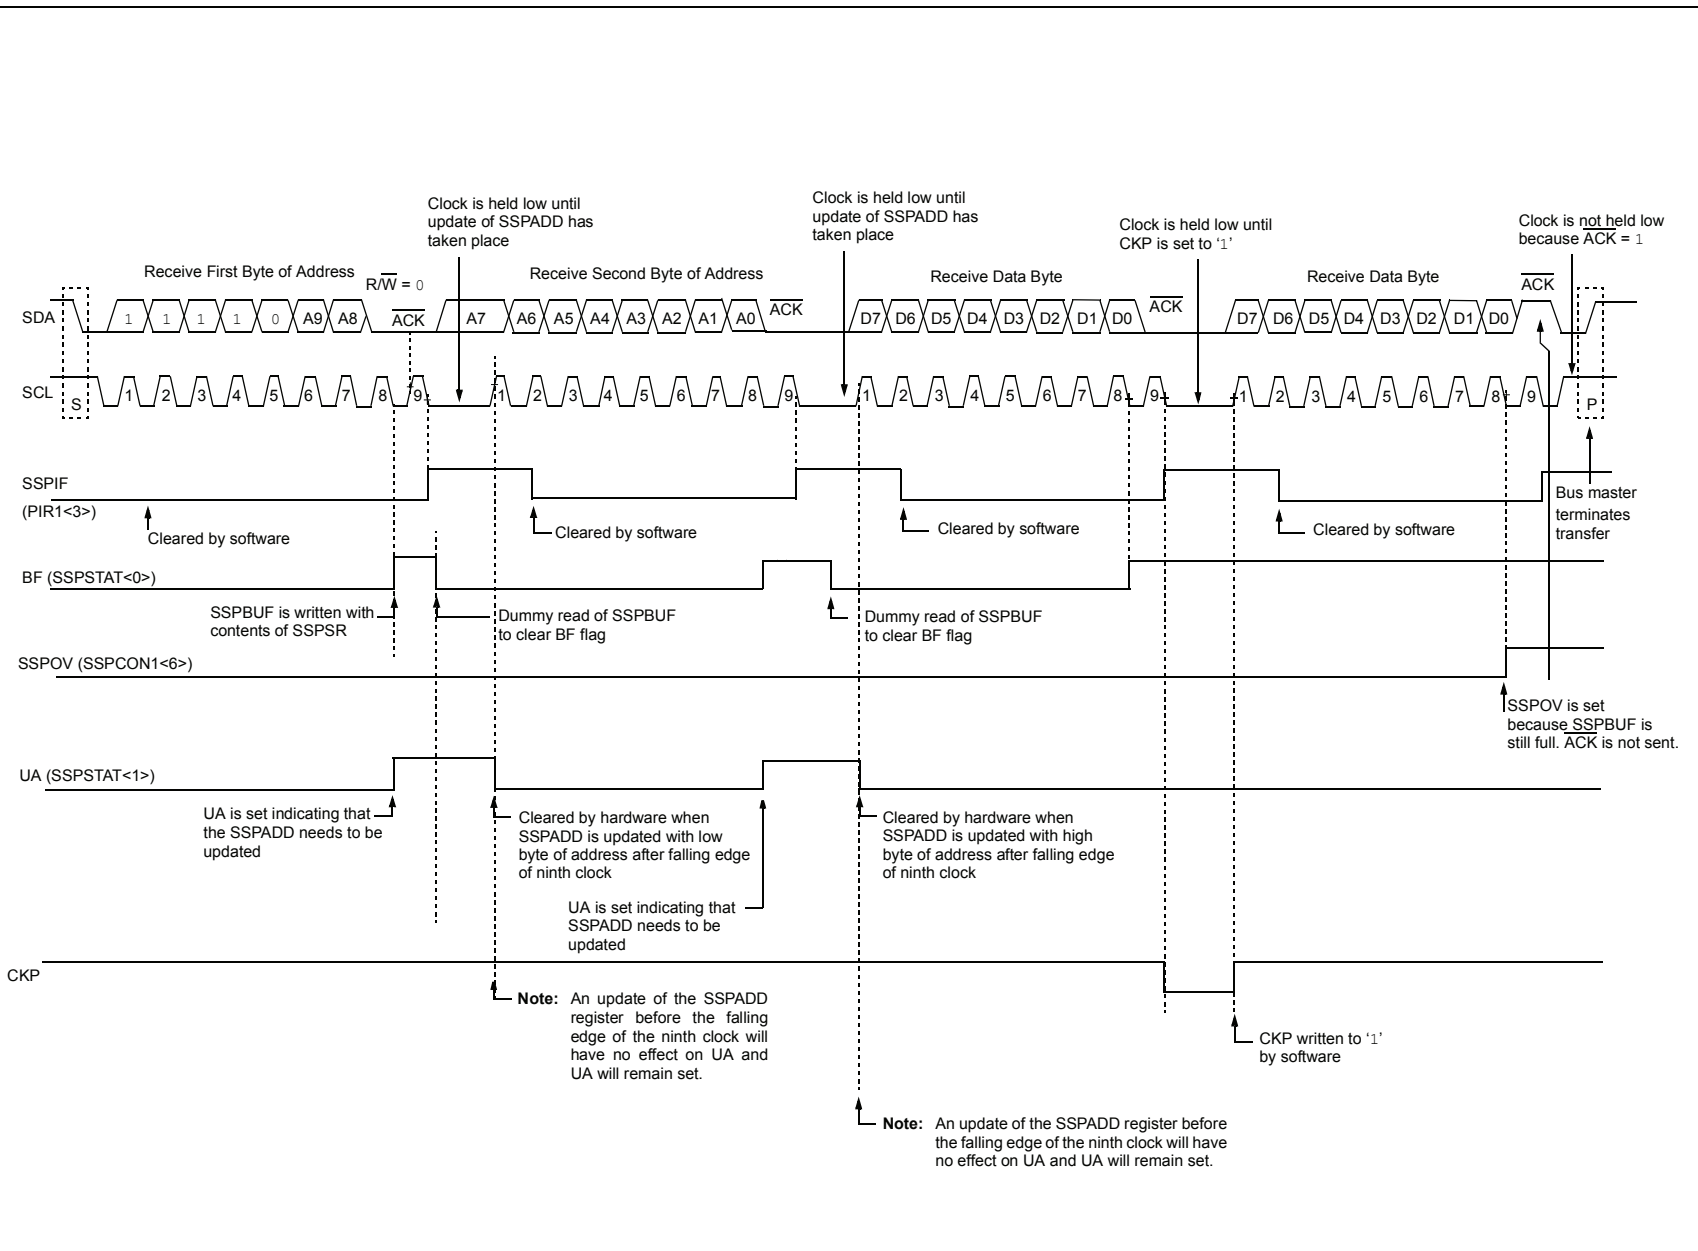 Clock is held low until
update of SSPADD has
taken place
Clock is held low until
update of SSPADD has
taken place
Clock is held low until
CKP is set to ‘1’
Clock is not held low
because ACK = 1
Receive First Byte of Address
R/W = 0
Receive Second Byte of Address
Receive Data Byte
Receive Data Byte
SDA
1 1 1 1 0 A9 A8 ACK A7 A6 A5 A4 A3 A2 A1 A0 ACK D7 D6 D5 D4 D3 D2 D1 D0 ACK D7 D6 D5 D4 D3 D2 D1 D0 ACK
SCL
S 1 2 3 4 5 6 7 8 9 1 2 3 4 5 6 7 8 9 1 2 3 4 5 6 7 8 9 1 2 3 4 5 6 7 8 9 P
SSPIF
(PIR1<3>)
Cleared by software
Cleared by software
Cleared by software
Cleared by software
Bus master
terminates
transfer
BF (SSPSTAT<0>)
SSPBUF is written with
contents of SSPSR
Dummy read of SSPBUF
to clear BF flag
Dummy read of SSPBUF
to clear BF flag
SSPOV (SSPCON1<6>)
SSPOV is set
because SSPBUF is
still full. ACK is not sent.
UA (SSPSTAT<1>)
UA is set indicating that
the SSPADD needs to be
updated
Cleared by hardware when
SSPADD is updated with low
byte of address after falling edge
of ninth clock
UA is set indicating that
SSPADD needs to be
updated
Cleared by hardware when
SSPADD is updated with high
byte of address after falling edge
of ninth clock
CKP
Note: An update of the SSPADD
register before the falling
edge of the ninth clock will
have no effect on UA and
UA will remain set.
CKP written to ‘1’
by software
Note: An update of the SSPADD register before
the falling edge of the ninth clock will have
no effect on UA and UA will remain set.